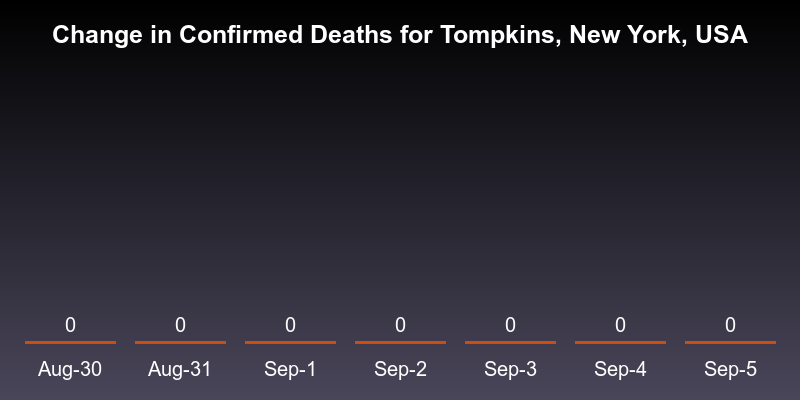 Change in Confirmed Deaths for Tompkins, New York, USA
0 0 0 0 0 0 0
Aug-30 Aug-31 Sep-1 Sep-2 Sep-3 Sep-4 Sep-5